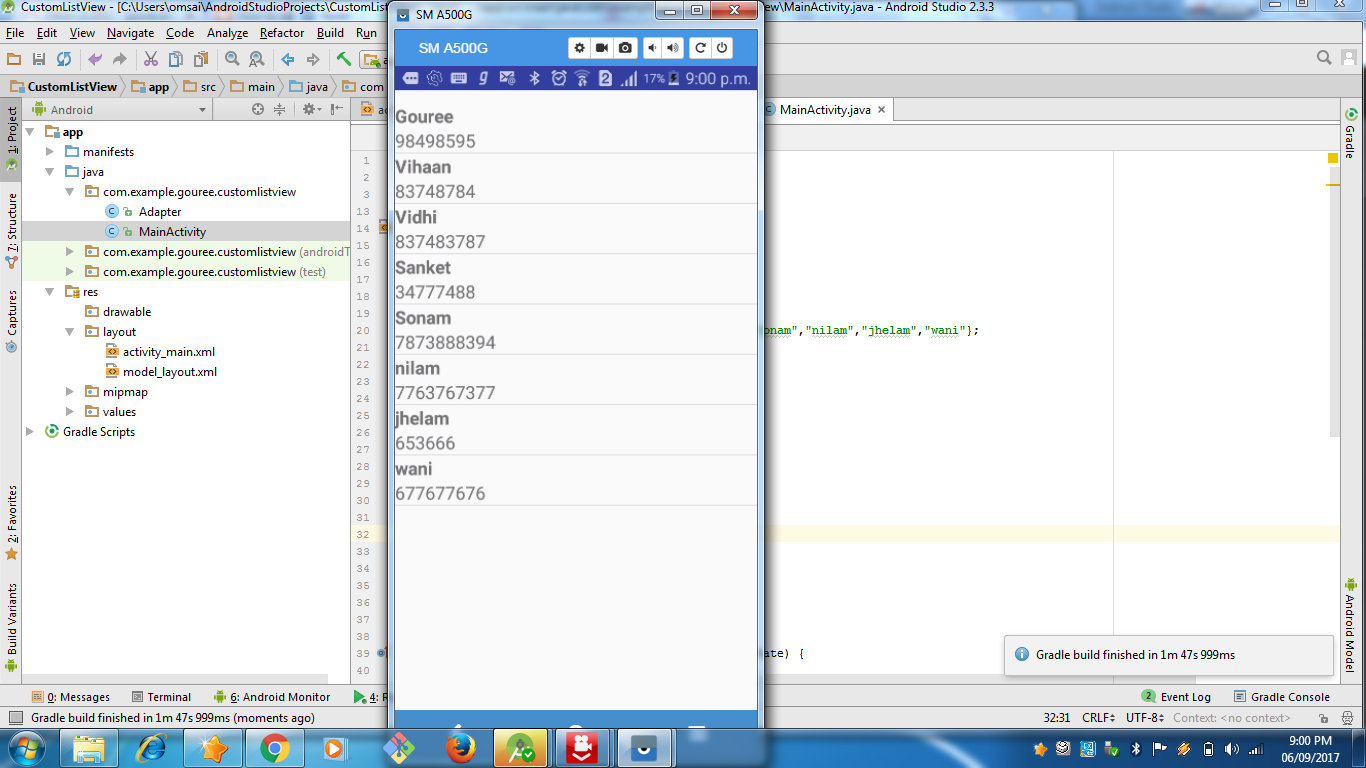 CustomListView - [C:\Users\omsai\AndroidStudioProjects\CustomList
View\MainActivity.java - Android Studio 2.3.3
SM A500G
File Edit View Navigate Code Analyze Refactor Build Run
SM A500G
CustomListView app src main java com
17% 9:00 p.m.
Android
MainActivity.java
1: Project
7: Structure
Captures
2: Favorites
Build Variants
app
manifests
java
com.example.gouree.customlistview
Adapter
MainActivity
com.example.gouree.customlistview (androidT
com.example.gouree.customlistview (test)
res
drawable
layout
activity_main.xml
model_layout.xml
mipmap
values
Gradle Scripts
1
2
3
13
14
15
16
17
18
19
20
21
22
23
24
25
26
27
28
29
30
31
32
33
34
35
36
37
38
39
40
Gouree
98498595
Vihaan
83748784
Vidhi
837483787
Sanket
34777488
Sonam
7873888394
nilam
7763767377
jhelam
653666
wani
677677676
onam","nilam","jhelam","wani"};
ate) {
Gradle
Android Model
Gradle build finished in 1m 47s 999ms
0: Messages Terminal 6: Android Monitor 4: R
2 Event Log Gradle Console
Gradle build finished in 1m 47s 999ms (moments ago)
32:31 CRLF UTF-8 Context: <no context>
9:00 PM
06/09/2017